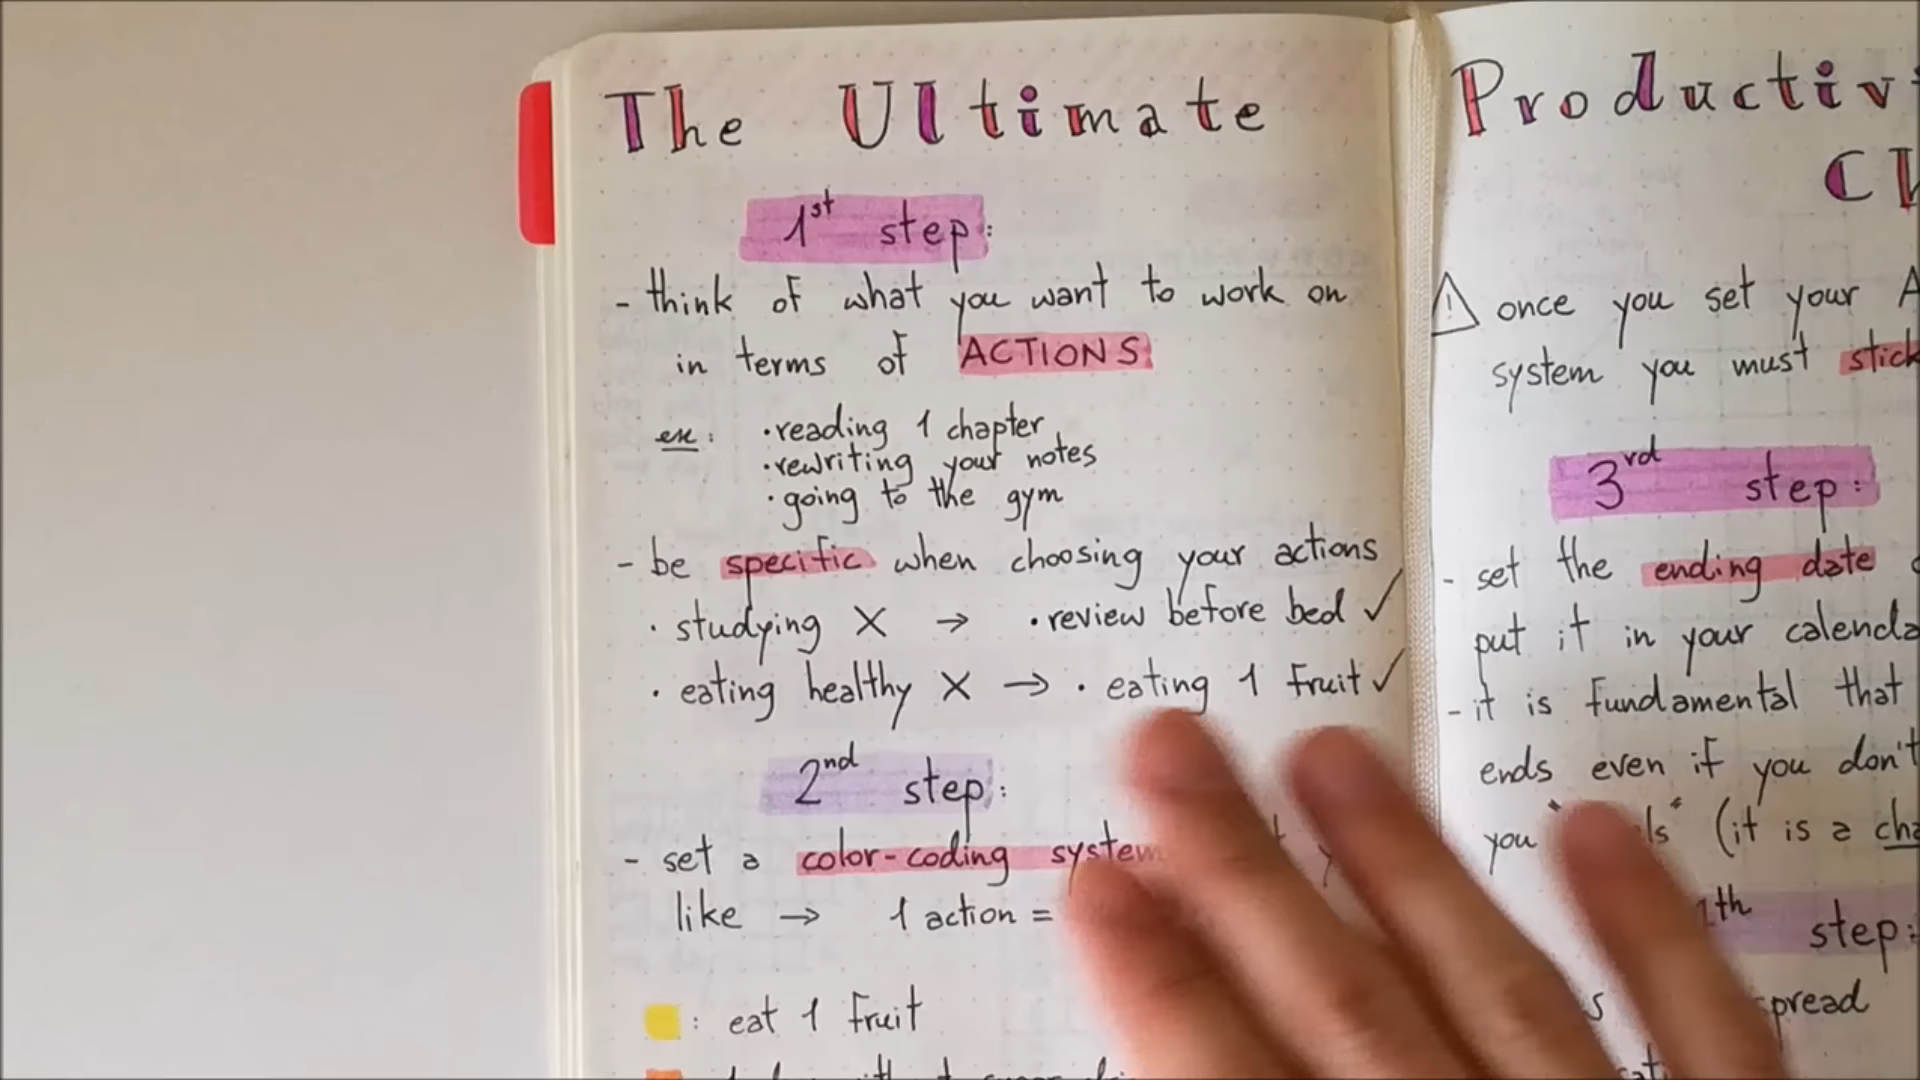 The Ultimate
1st step:
- think of what you want to work on
in terms of ACTIONS
ex: • reading 1 chapter
• rewriting your notes
• going to the gym
- be specific when choosing your actions
• studying X → • review before bed ✓
• eating healthy X → • eating 1 fruit ✓
2nd step:
- set a color-coding system
like → 1 action =
: eat 1 fruit
Productiv
once you set your
system you must stick
3rd step:
- set the ending date
put it in your
- it is fundamental that
ends even if you don't
you (it is a
step:
spread